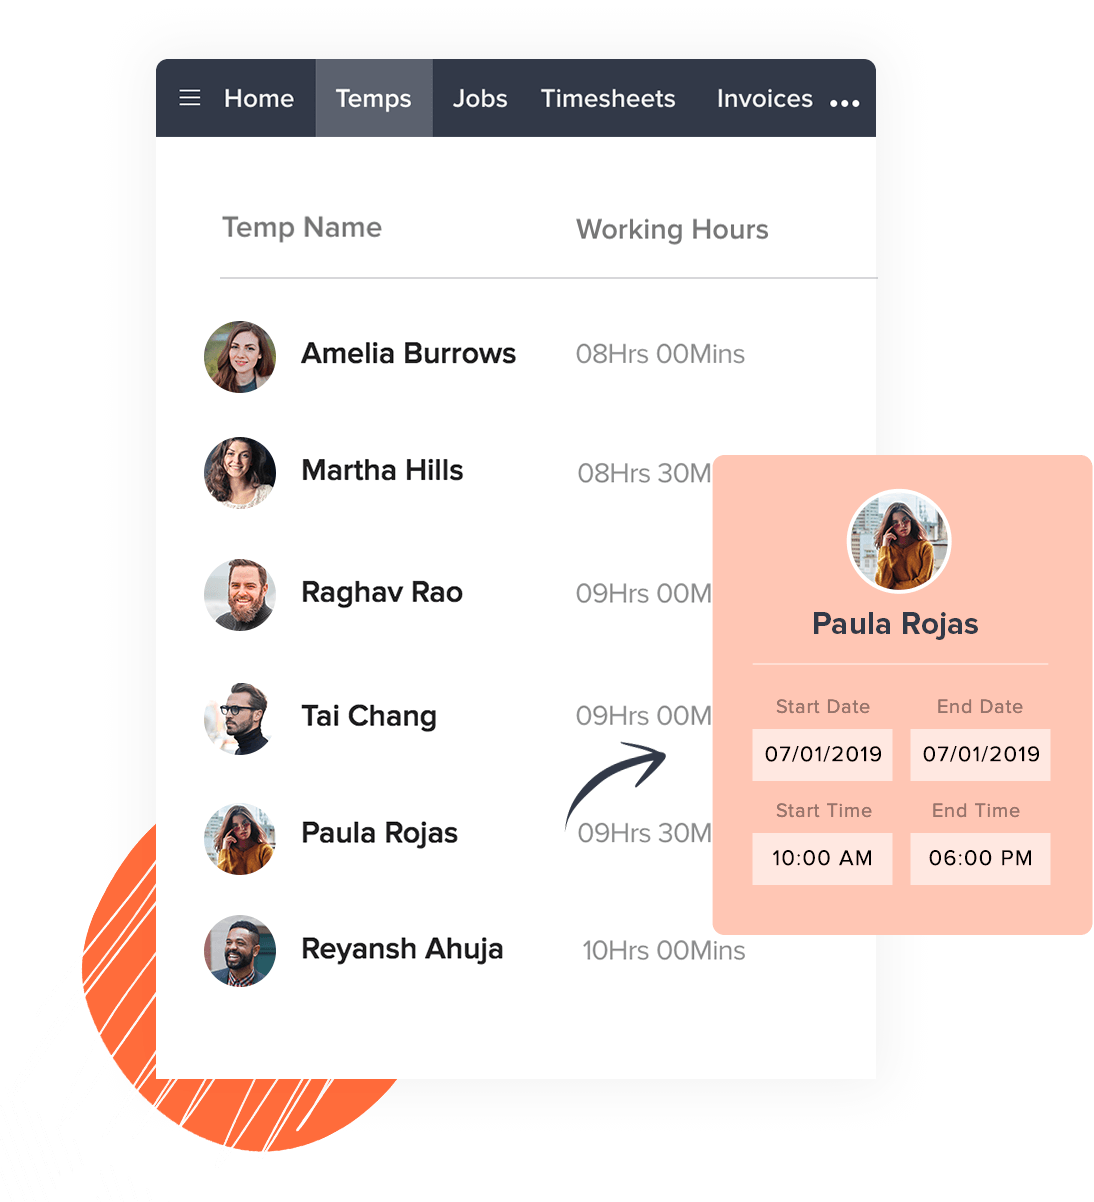 Home Temps Jobs Timesheets Invoices
Temp Name Working Hours
Amelia Burrows 08Hrs 00Mins
Martha Hills 08Hrs 30M
Raghav Rao 09Hrs 00M
Tai Chang 09Hrs 00M
Paula Rojas 09Hrs 30M
Reyansh Ahuja 10Hrs 00Mins
Paula Rojas
Start Date End Date
07/01/2019 07/01/2019
Start Time End Time
10:00 AM 06:00 PM